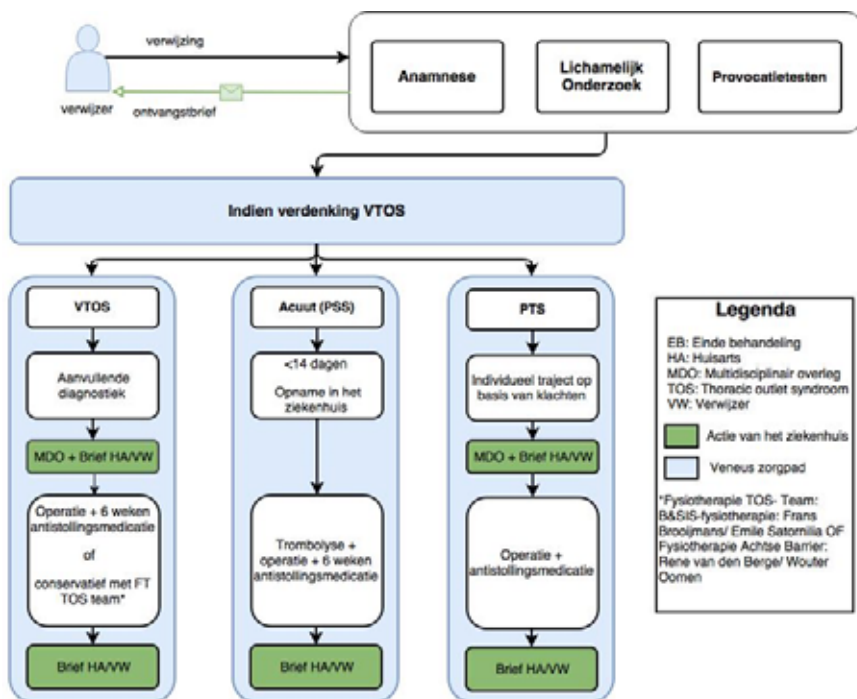 verwijzing
verwijzer
ontvangstbrief
Anamnese
Lichamelijk
Onderzoek
Provocatietesten
Indien verdenking VTOS
VTOS
Aanvullende
diagnostiek
MDO + Brief HA/VW
Operatie + 6 weken
antistollingsmedicatie
of
conservatief met FT
TOS team*
Brief HA/VW
Acuut (PSS)
<14 dagen
Opname in het
ziekenhuis
Trombolyse +
operatie + 6 weken
antistollingsmedicatie
Brief HA/VW
PTS
Individueel traject op
basis van klachten
MDO + Brief HA/VW
Operatie +
antistollingsmedicatie
Brief HA/VW
Legenda
EB: Einde behandeling
HA: Huisarts
MDO: Multidisciplinair overleg
TOS: Thoracic outlet syndroom
VW: Verwijzer
Actie van het ziekenhuis
Veneus zorgpad
*Fysiotherapie TOS- Team:
B&SIS-fysiotherapie: Frans
Brooijmans/ Emile Satornilia OF
Fysiotherapie Achtse Barrier:
Rene van den Berge/ Wouter
Oomen